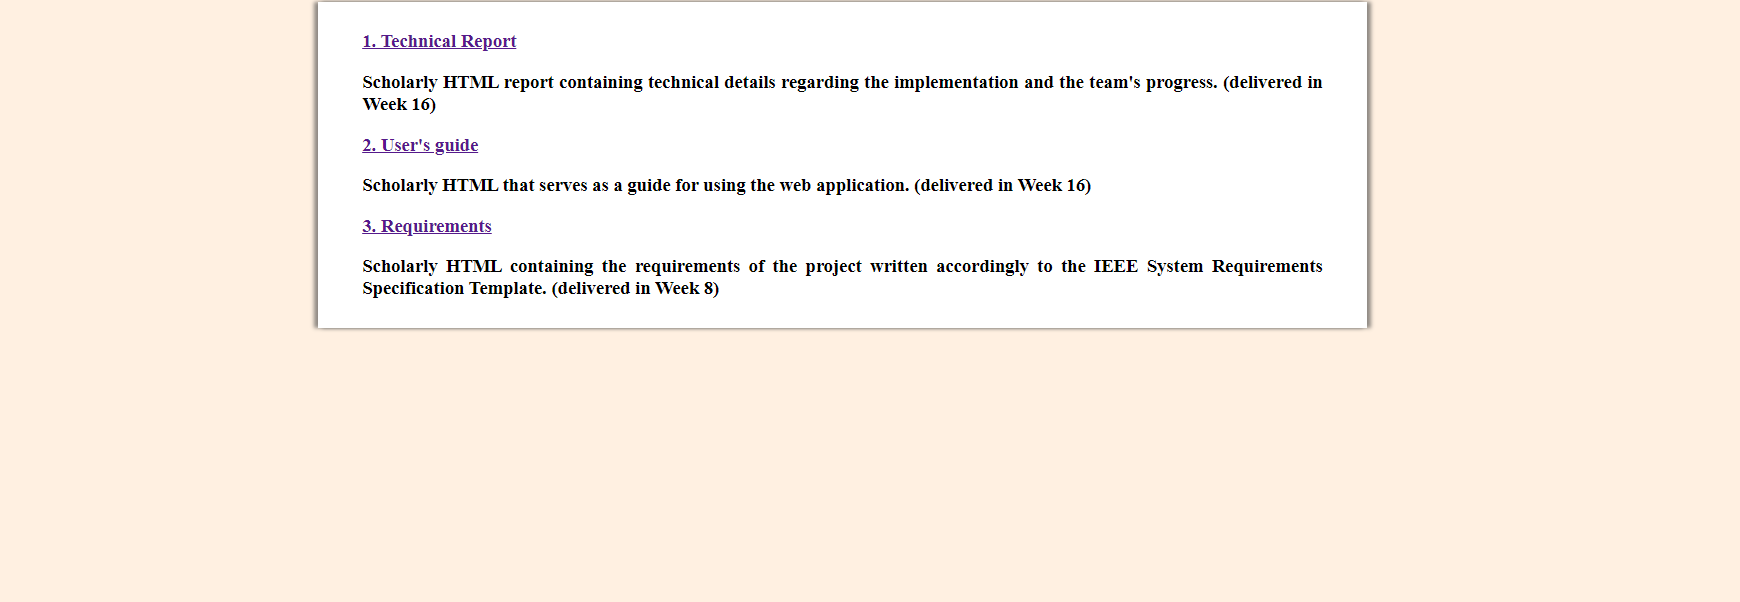 1. Technical Report
Scholarly HTML report containing technical details regarding the implementation and the team's progress. (delivered in
Week 16)
2. User's guide
Scholarly HTML that serves as a guide for using the web application. (delivered in Week 16)
3. Requirements
Scholarly HTML containing the requirements of the project written accordingly to the IEEE System Requirements
Specification Template. (delivered in Week 8)